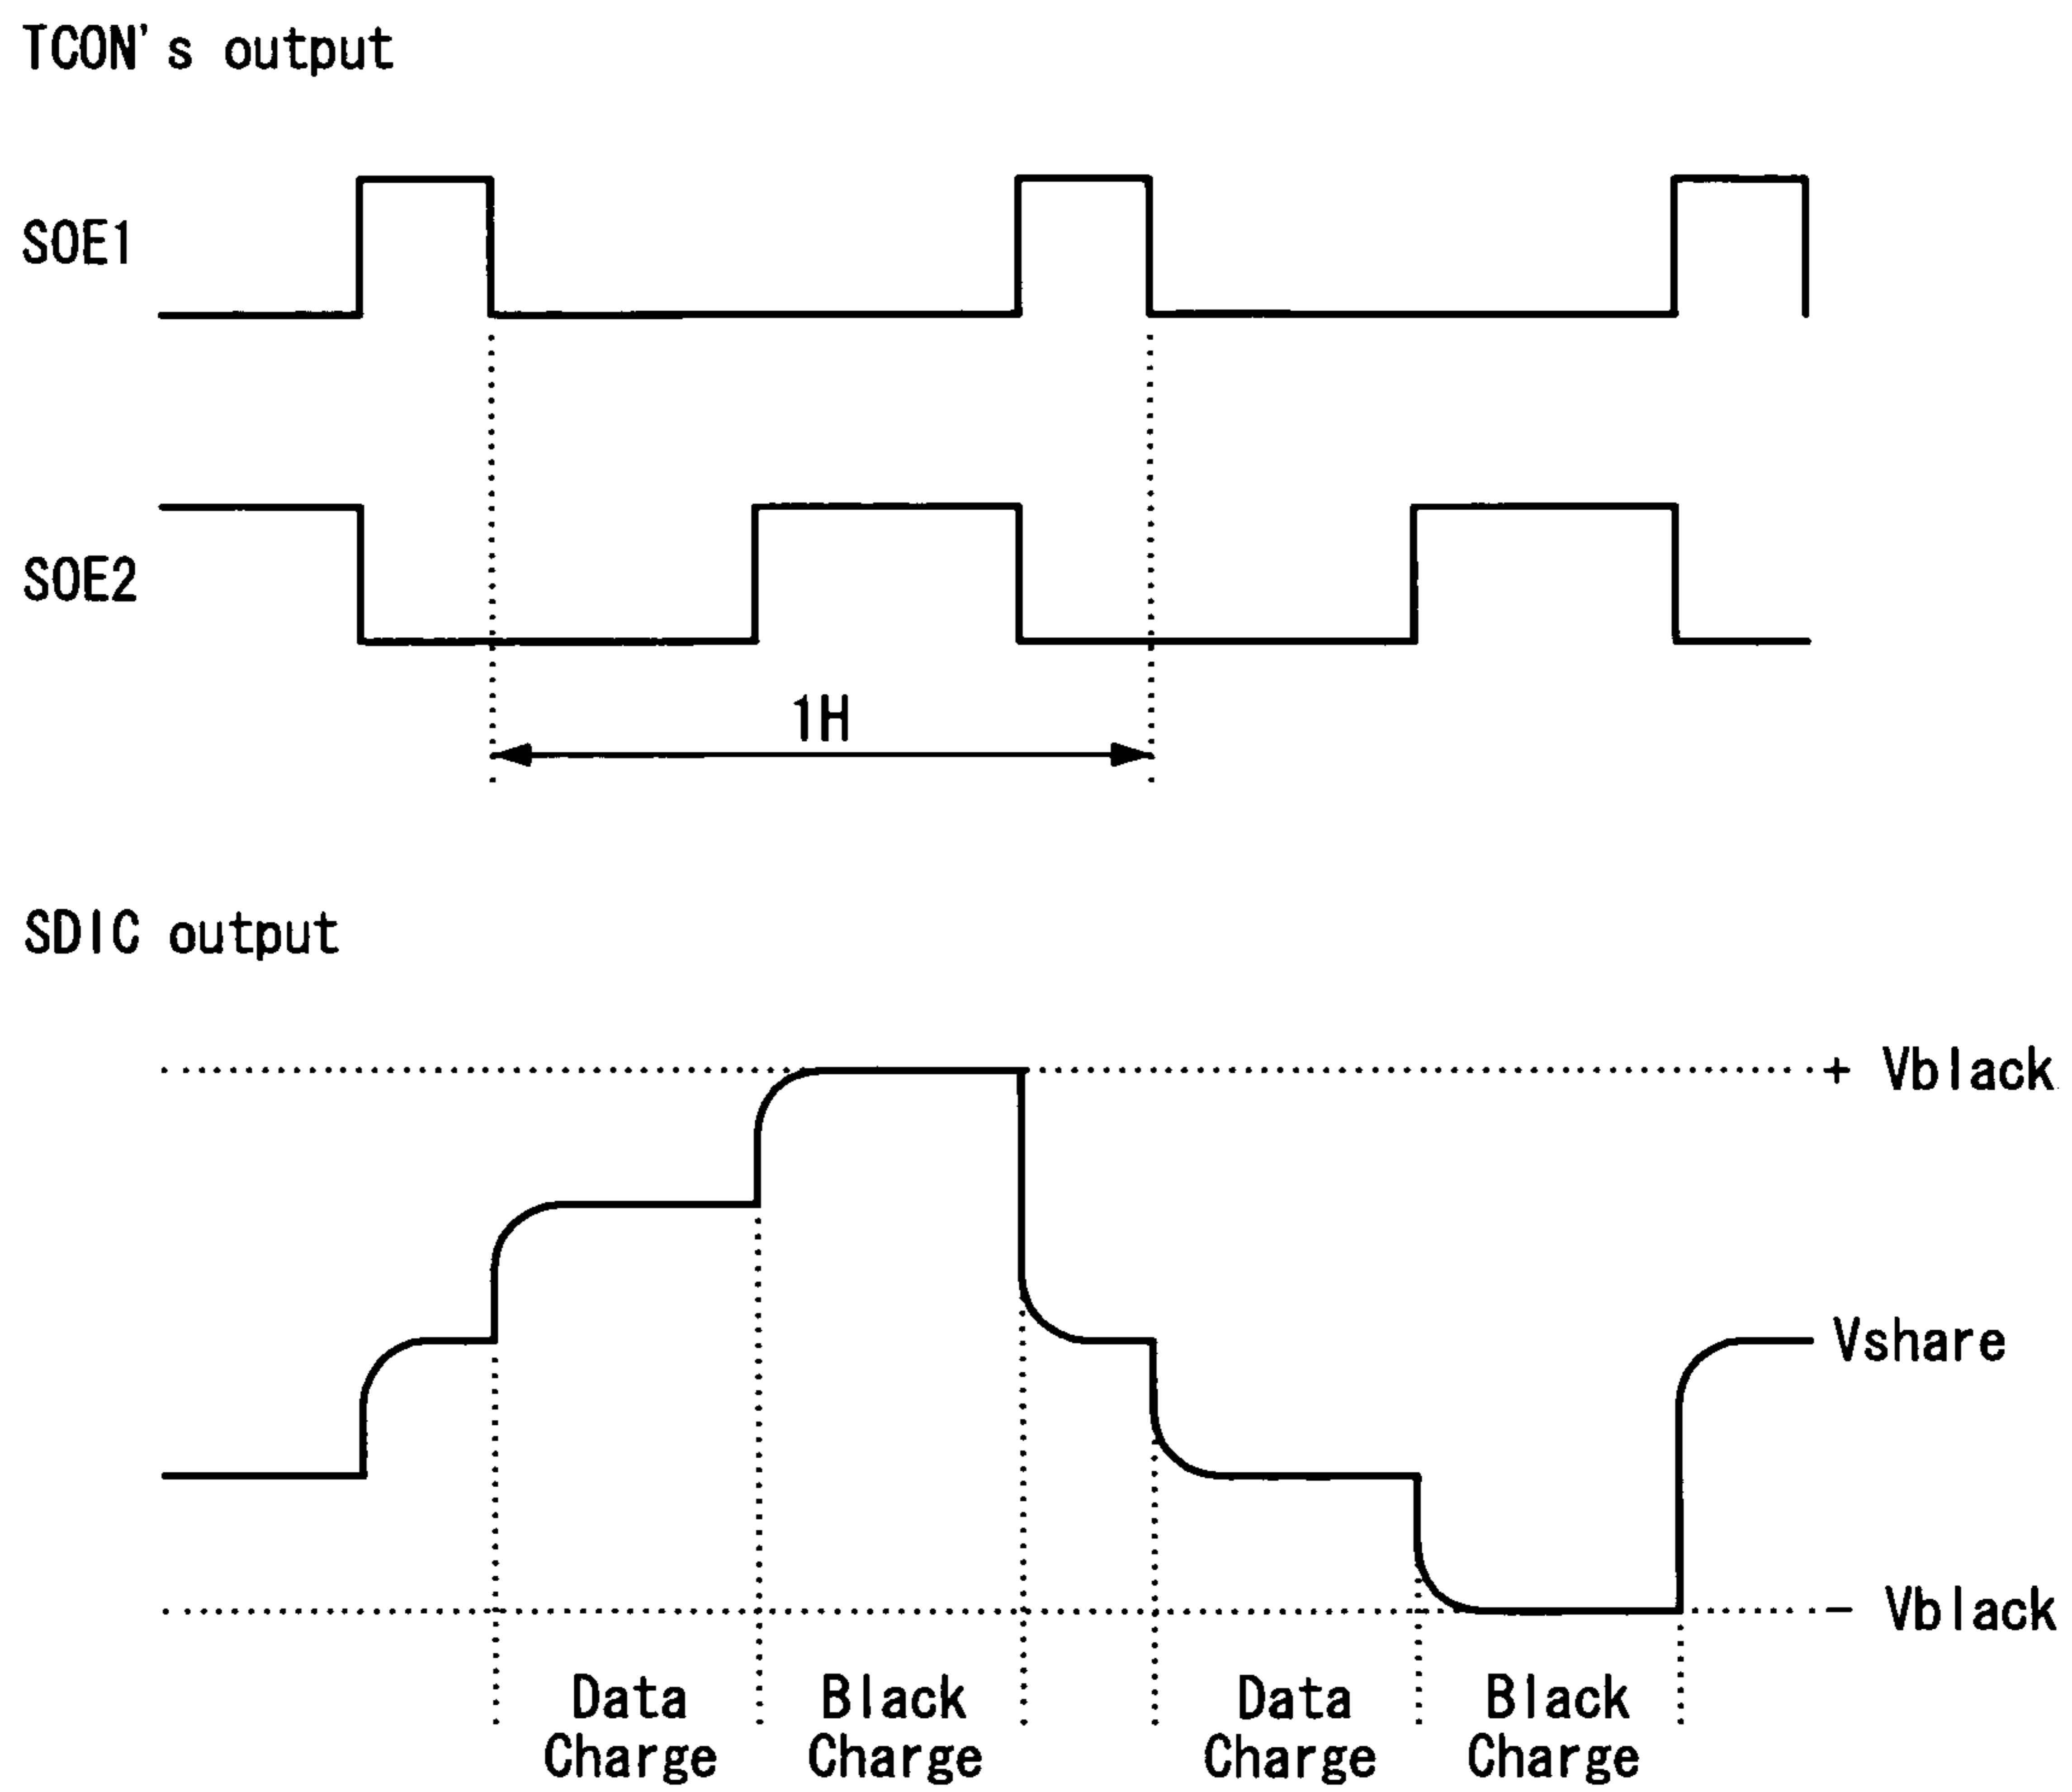 TCON's output
SOE1
SOE2
1H
SDIC output
+ Vblack
Vshare
- Vblack
Data Charge
Black Charge
Data Charge
Black Charge